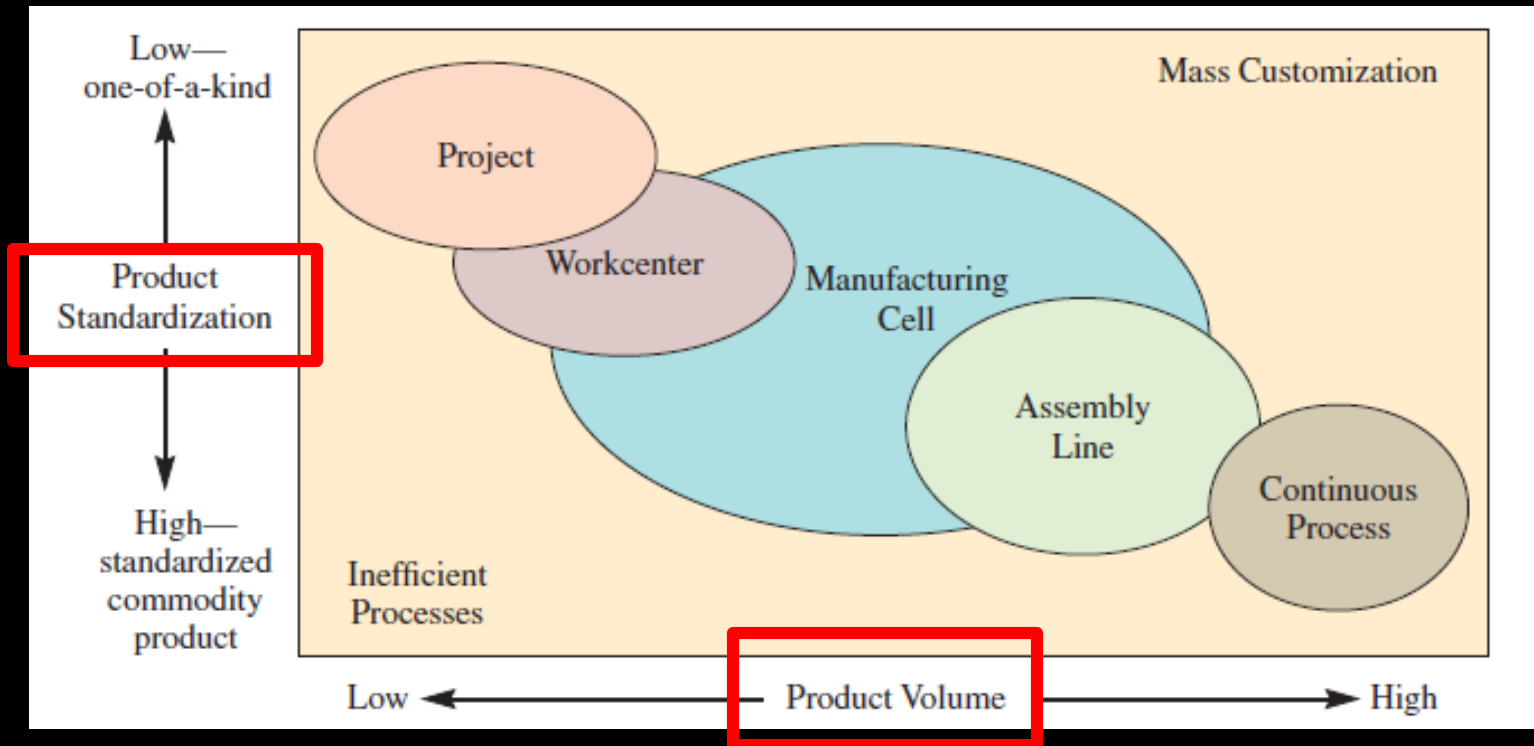 Low—
one-of-a-kind
Mass Customization
Project
Workcenter
Product
Standardization
Manufacturing
Cell
Assembly
Line
Continuous
Process
High—
standardized
commodity
product
Inefficient
Processes
Low
Product Volume
High